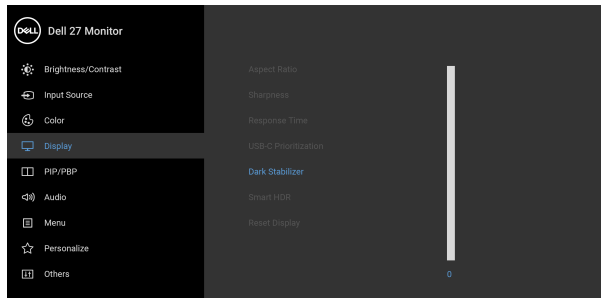 DELL Dell 27 Monitor
Brightness/Contrast
Input Source
Color
Display
PIP/PBP
Audio
Menu
Personalize
Others
Aspect Ratio
Sharpness
Response Time
USB-C Prioritization
Dark Stabilizer
Smart HDR
Reset Display
0